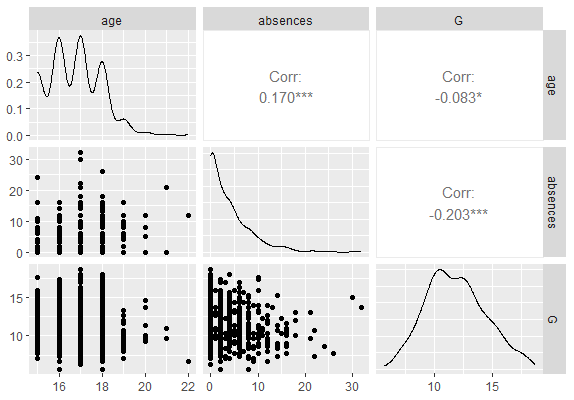 age absences G
0.3
0.2
0.1
0.0
Corr:
0.170***
Corr:
-0.083*
age
30
20
10
0
Corr:
-0.203***
absences
15
10
G
16 18 20 22 0 10 20 30 10 15